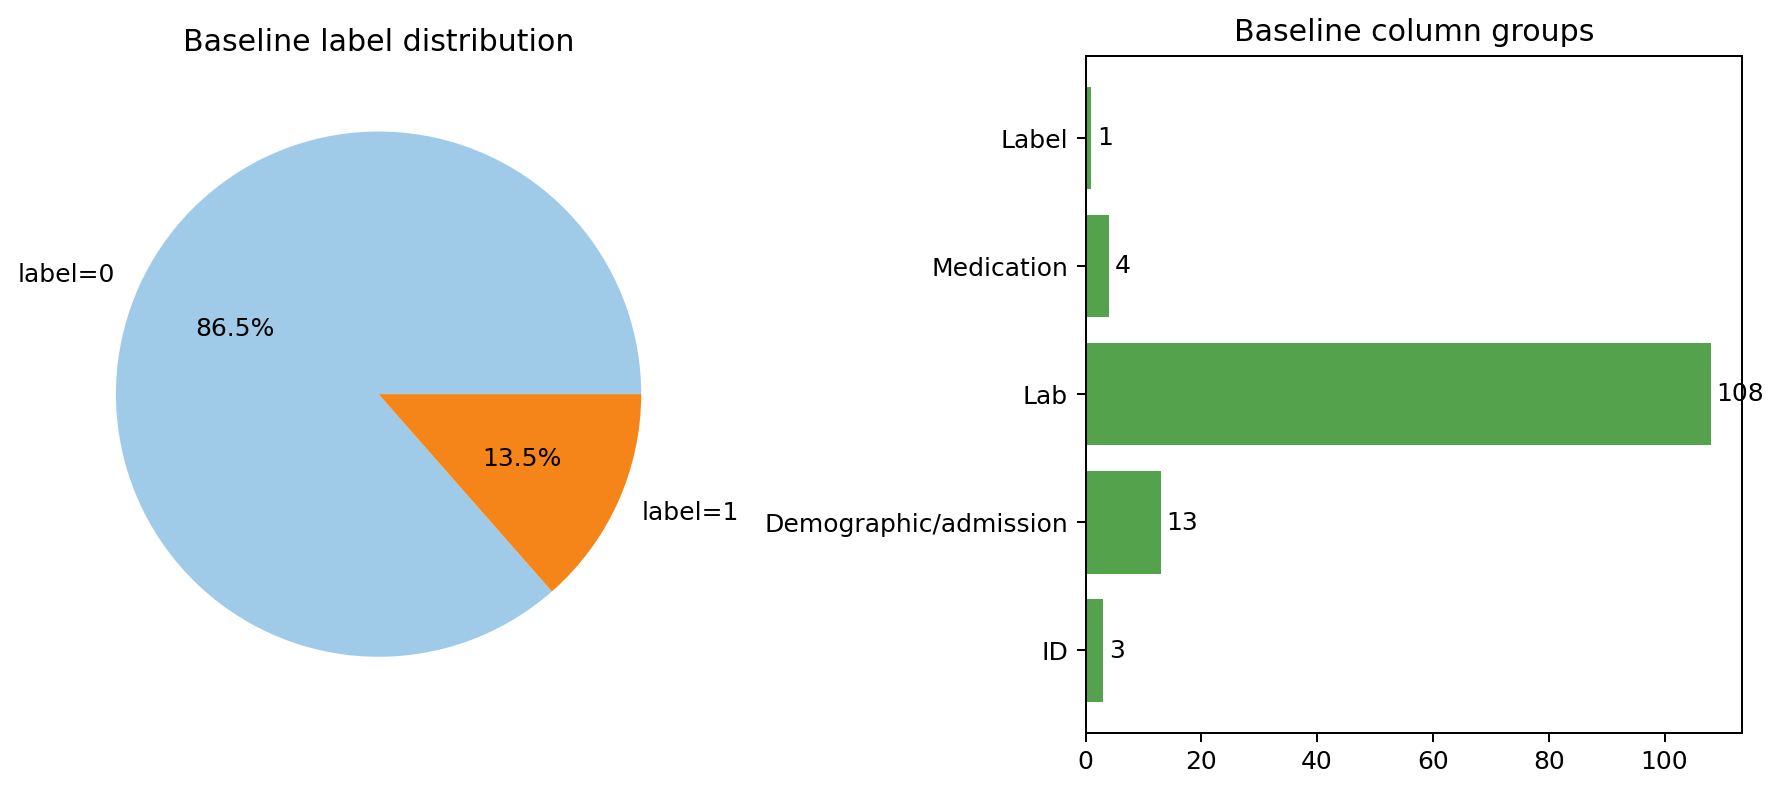 Baseline label distribution
label=0
86.5%
13.5%
label=1
Baseline column groups
Label
1
Medication
4
Lab
108
Demographic/admission
13
ID
3
0 20 40 60 80 100